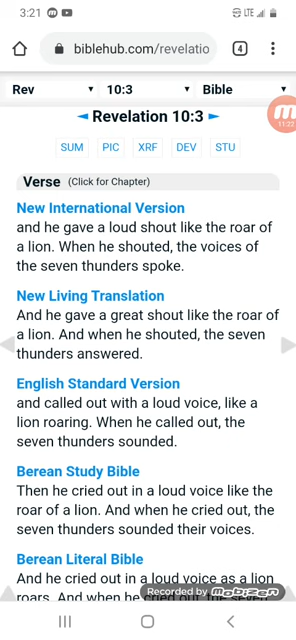 3:21
LTE
biblehub.com/revelatio
4
Rev ▼ 10:3 ▼ Bible ▼
11:22
◄ Revelation 10:3 ►
SUM PIC XRF DEV STU
Verse (Click for Chapter)
New International Version
and he gave a loud shout like the roar of
a lion. When he shouted, the voices of
the seven thunders spoke.
New Living Translation
And he gave a great shout like the roar of
a lion. And when he shouted, the seven
thunders answered.
English Standard Version
and called out with a loud voice, like a
lion roaring. When he called out, the
seven thunders sounded.
Berean Study Bible
Then he cried out in a loud voice like the
roar of a lion. And when he cried out, the
seven thunders sounded their voices.
Berean Literal Bible
And he cried out in a loud voice as a lion
roars. And when he cried out, the seven
Recorded by Mobizen